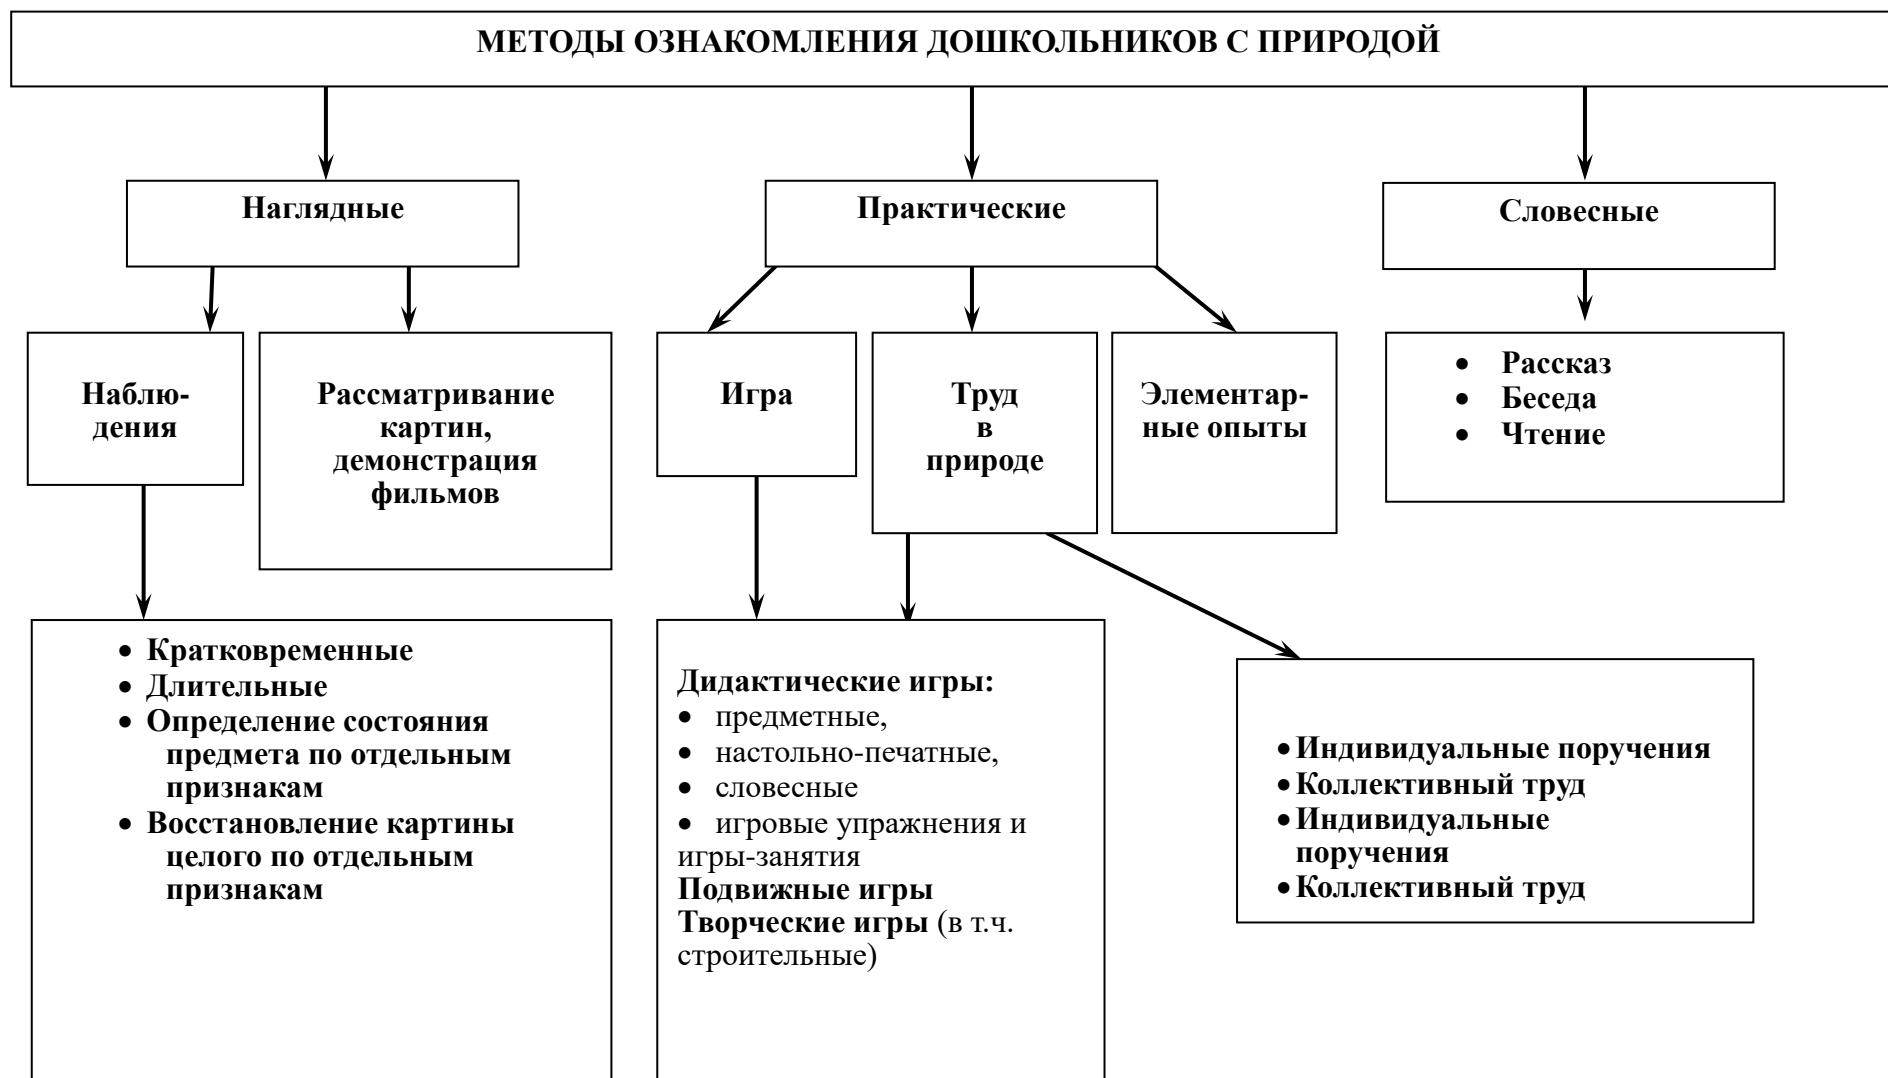 МЕТОДЫ ОЗНАКОМЛЕНИЯ ДОШКОЛЬНИКОВ С ПРИРОДОЙ
Наглядные
Практические
Словесные
Наблю-
дения
Рассматривание
картин,
демонстрация
фильмов
Игра
Труд
в
природе
Элементар-
ные опыты
• Рассказ
• Беседа
• Чтение
• Кратковременные
• Длительные
• Определение состояния
предмета по отдельным
признакам
• Восстановление картины
целого по отдельным
признакам
Дидактические игры:
• предметные,
• настольно-печатные,
• словесные
• игровые упражнения и
игры-занятия
Подвижные игры
Творческие игры (в т.ч.
строительные)
• Индивидуальные поручения
• Коллективный труд
• Индивидуальные
поручения
• Коллективный труд